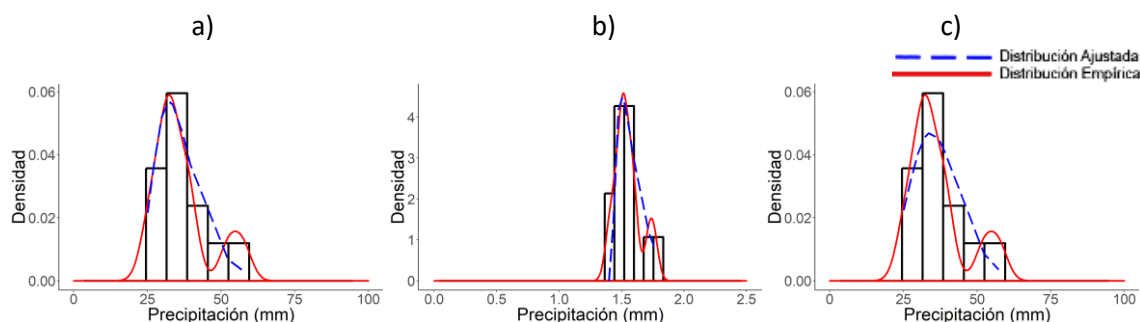 a)
b)
c)
Distribución Ajustada
Distribución Empírica
Densidad
0.06
0.04
0.02
0.00
0
25
50
75
100
Precipitación (mm)
Densidad
4
3
2
1
0
0.0
0.5
1.0
1.5
2.0
2.5
Precipitación (mm)
Densidad
0.06
0.04
0.02
0.00
0
25
50
75
100
Precipitación (mm)